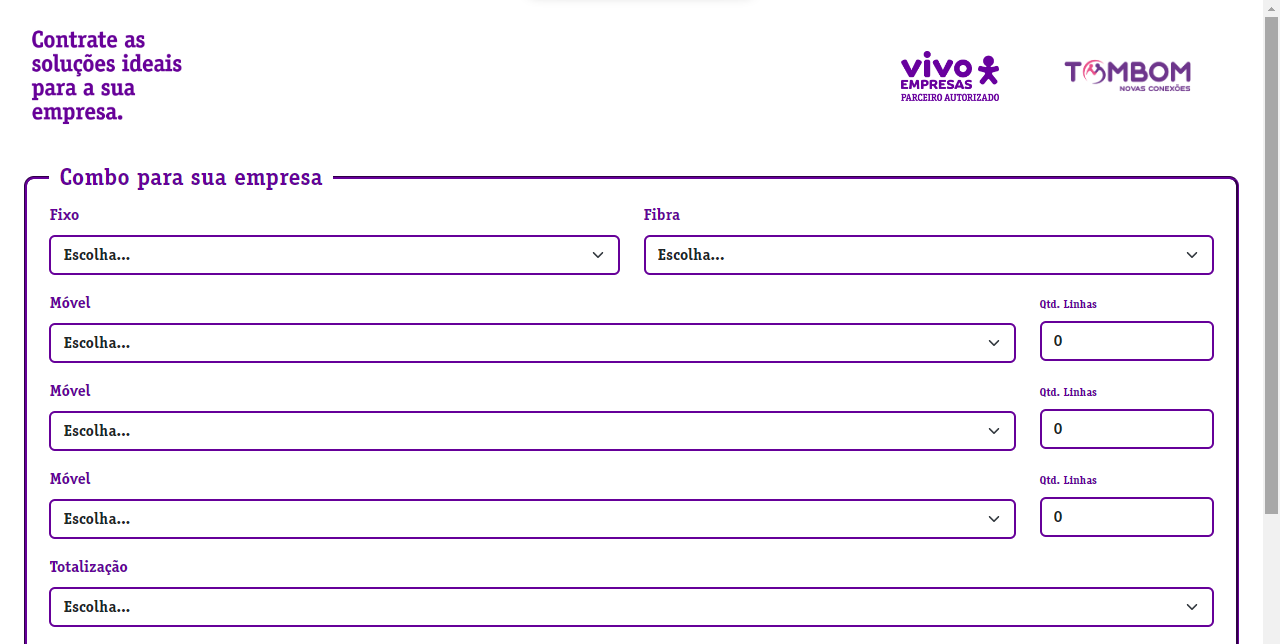 Contrate as
soluções ideais
para a sua
empresa.
vivo
EMPRESAS
PARCEIRO AUTORIZADO
TOMBOM
NOVAS CONEXÕES
Combo para sua empresa
Fixo
Fibra
Escolha...
Escolha...
Móvel
Qtd. Linhas
Escolha...
0
Móvel
Qtd. Linhas
Escolha...
0
Móvel
Qtd. Linhas
Escolha...
0
Totalização
Escolha...